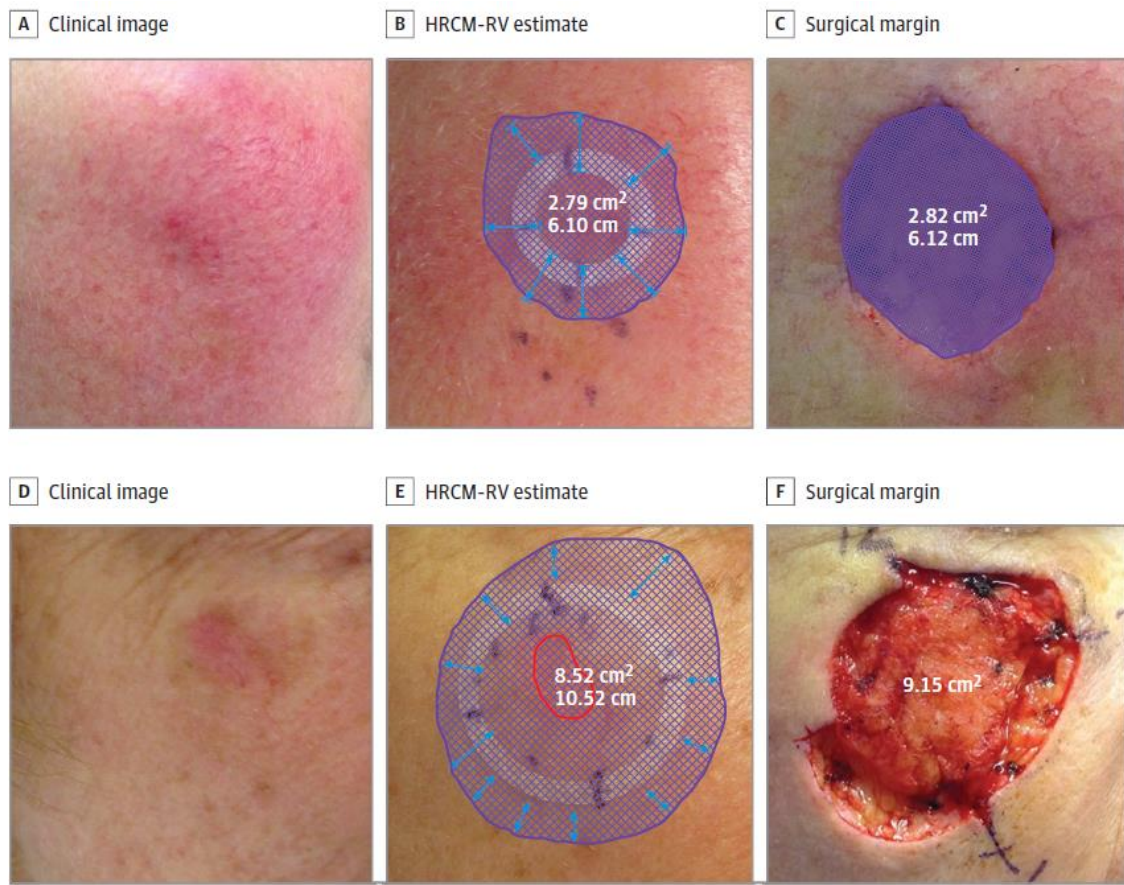 A Clinical image
B HRCM-RV estimate
C Surgical margin
2.79 cm²
6.10 cm
2.82 cm²
6.12 cm
D Clinical image
E HRCM-RV estimate
F Surgical margin
8.52 cm²
10.52 cm
9.15 cm²